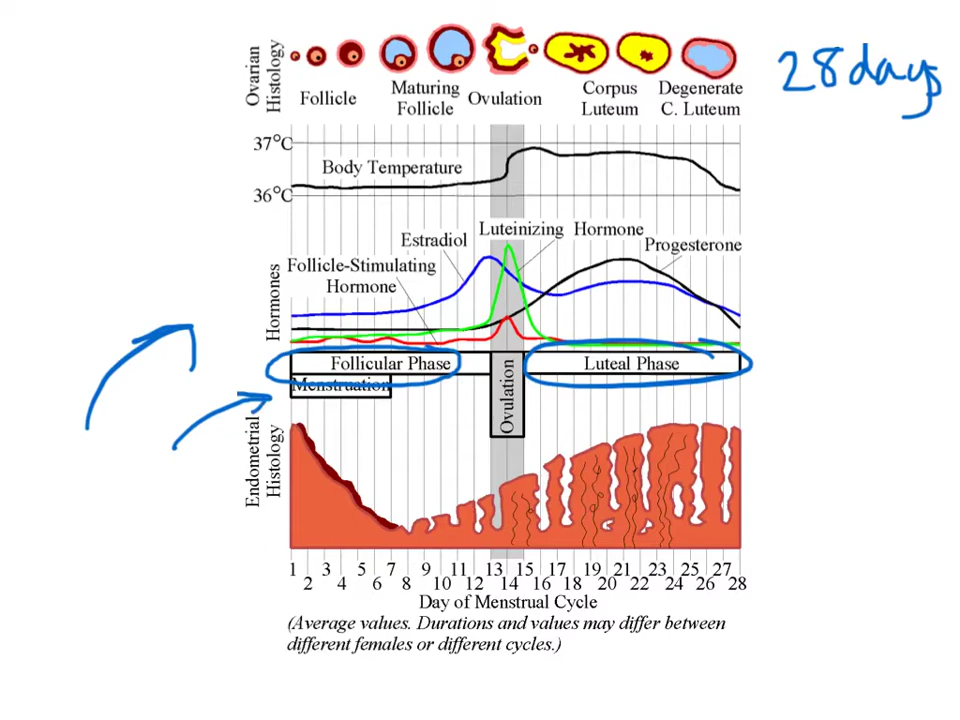 28 days
Ovarian
Histology
Follicle
Maturing
Follicle
Ovulation
Corpus
Luteum
Degenerate
C. Luteum
37°C
Body Temperature
36°C
Hormones
Luteinizing Hormone
Estradiol
Progesterone
Follicle-Stimulating
Hormone
Follicular Phase
Ovulation
Luteal Phase
Menstruation
Endometrial
Histology
1 2 3 4 5 6 7 8 9 10 11 12 13 14 15 16 17 18 19 20 21 22 23 24 25 26 27 28
Day of Menstrual Cycle
(Average values. Durations and values may differ between
different females or different cycles.)